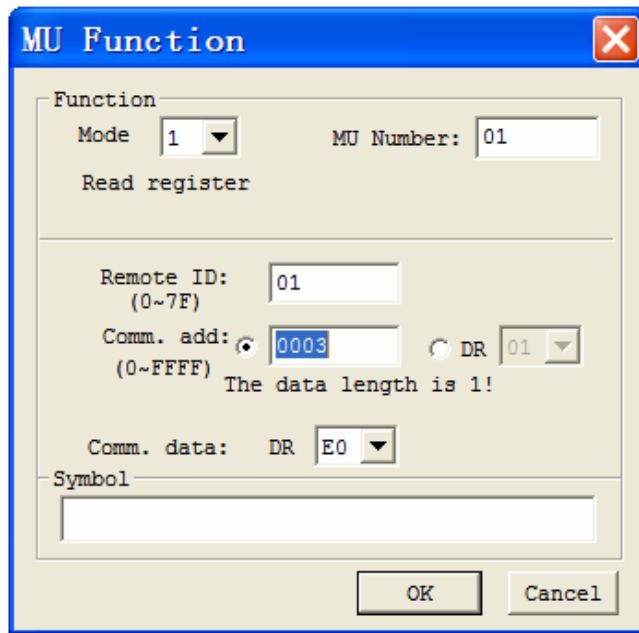 MU Function
Function
Mode 1 MU Number: 01
Read register
Remote ID: 01
(0~7F)
Comm. add: 0003 DR 01
(0~FFFF)
The data length is 1!
Comm. data: DR E0
Symbol
OK Cancel